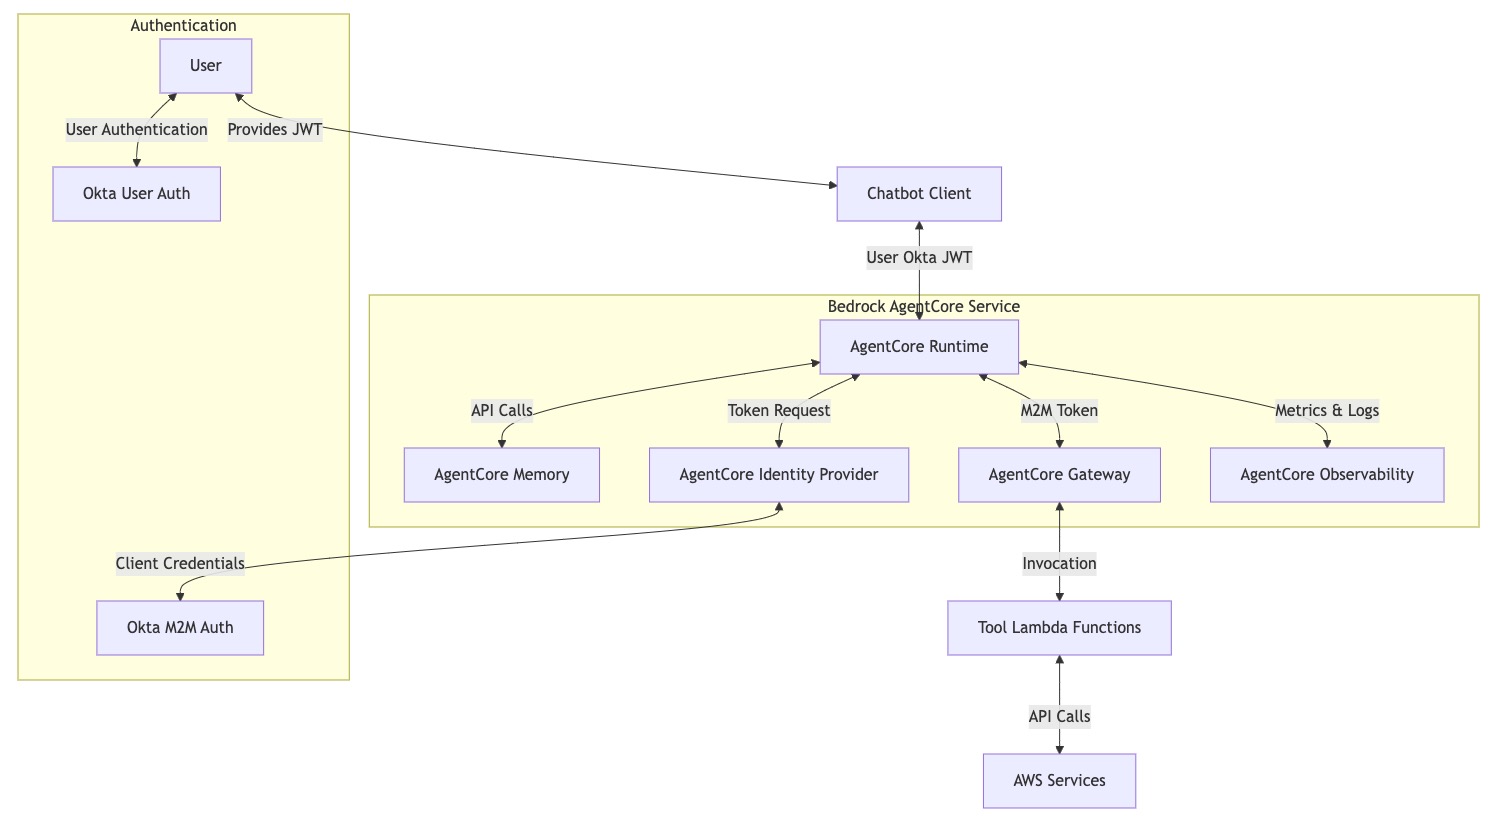 Authentication
User
User Authentication
Provides JWT
Okta User Auth
Chatbot Client
User Okta JWT
Bedrock AgentCore Service
AgentCore Runtime
API Calls
Token Request
M2M Token
Metrics & Logs
AgentCore Memory
AgentCore Identity Provider
AgentCore Gateway
AgentCore Observability
Client Credentials
Invocation
Okta M2M Auth
Tool Lambda Functions
API Calls
AWS Services